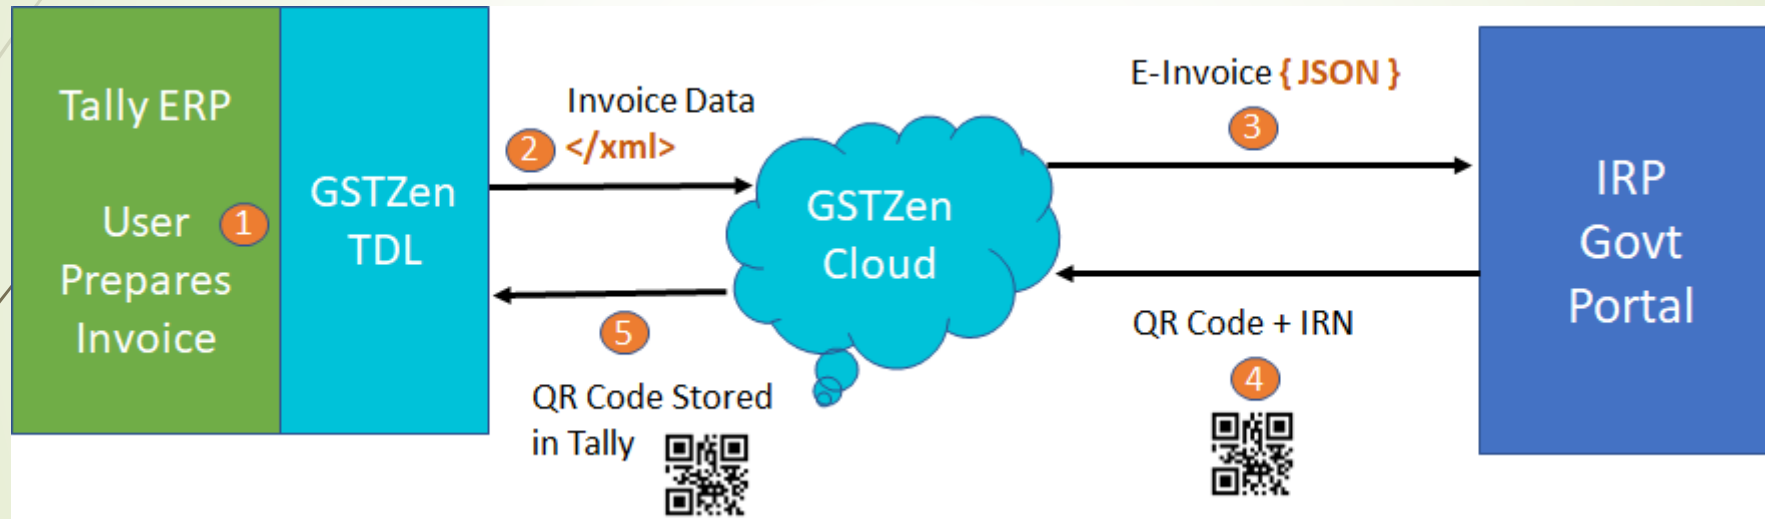 Tally ERP
User 1
Prepares
Invoice
GSTZen
TDL
Invoice Data
2 </xml>
GSTZen
Cloud
E-Invoice { JSON }
3
IRP
Govt
Portal
QR Code + IRN
4
5
QR Code Stored
in Tally